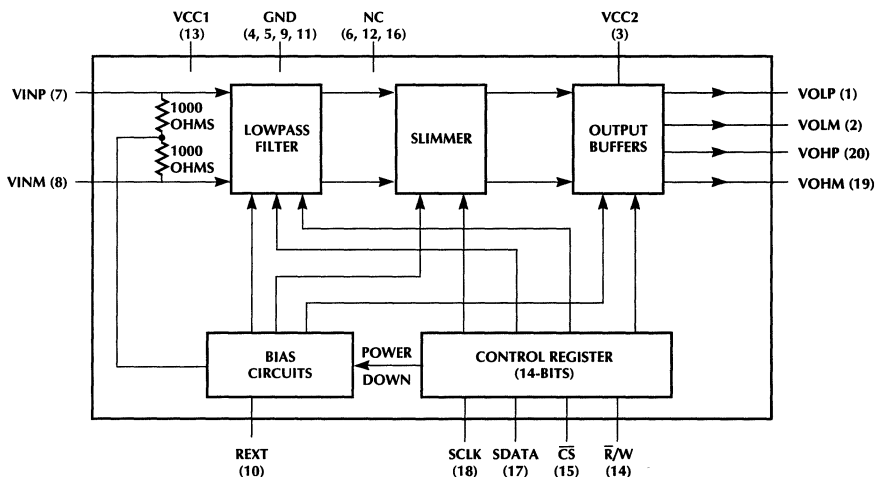 VCC1
(13)
GND
(4, 5, 9, 11)
NC
(6, 12, 16)
VCC2
(3)
VINP (7)
1000
OHMS
1000
OHMS
VINM (8)
LOWPASS
FILTER
SLIMMER
OUTPUT
BUFFERS
VOLP (1)
VOLM (2)
VOHP (20)
VOHM (19)
BIAS
CIRCUITS
POWER
DOWN
CONTROL REGISTER
(14-BITS)
REXT
(10)
SCLK
(18)
SDATA
(17)
C̅S̅
(15)
R̅/W
(14)